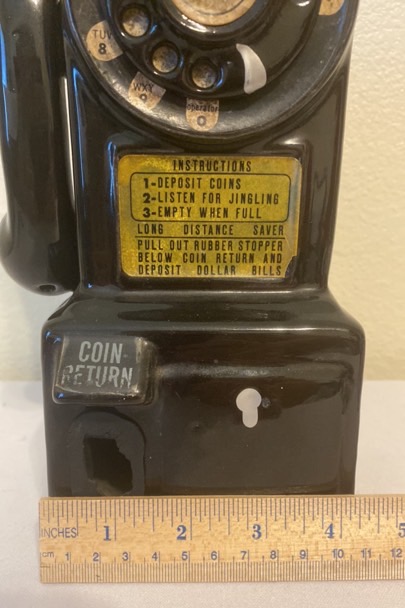 TUV
8
WXY
9
operator
0
INSTRUCTIONS
1-DEPOSIT COINS
2-LISTEN FOR JINGLING
3-EMPTY WHEN FULL
LONG DISTANCE SAVER
PULL OUT RUBBER STOPPER
BELOW COIN RETURN AND
DEPOSIT DOLLAR BILLS
COIN
RETURN
INCHES 1 2 3 4 5
cm 1 2 3 4 5 6 7 8 9 10 11 12